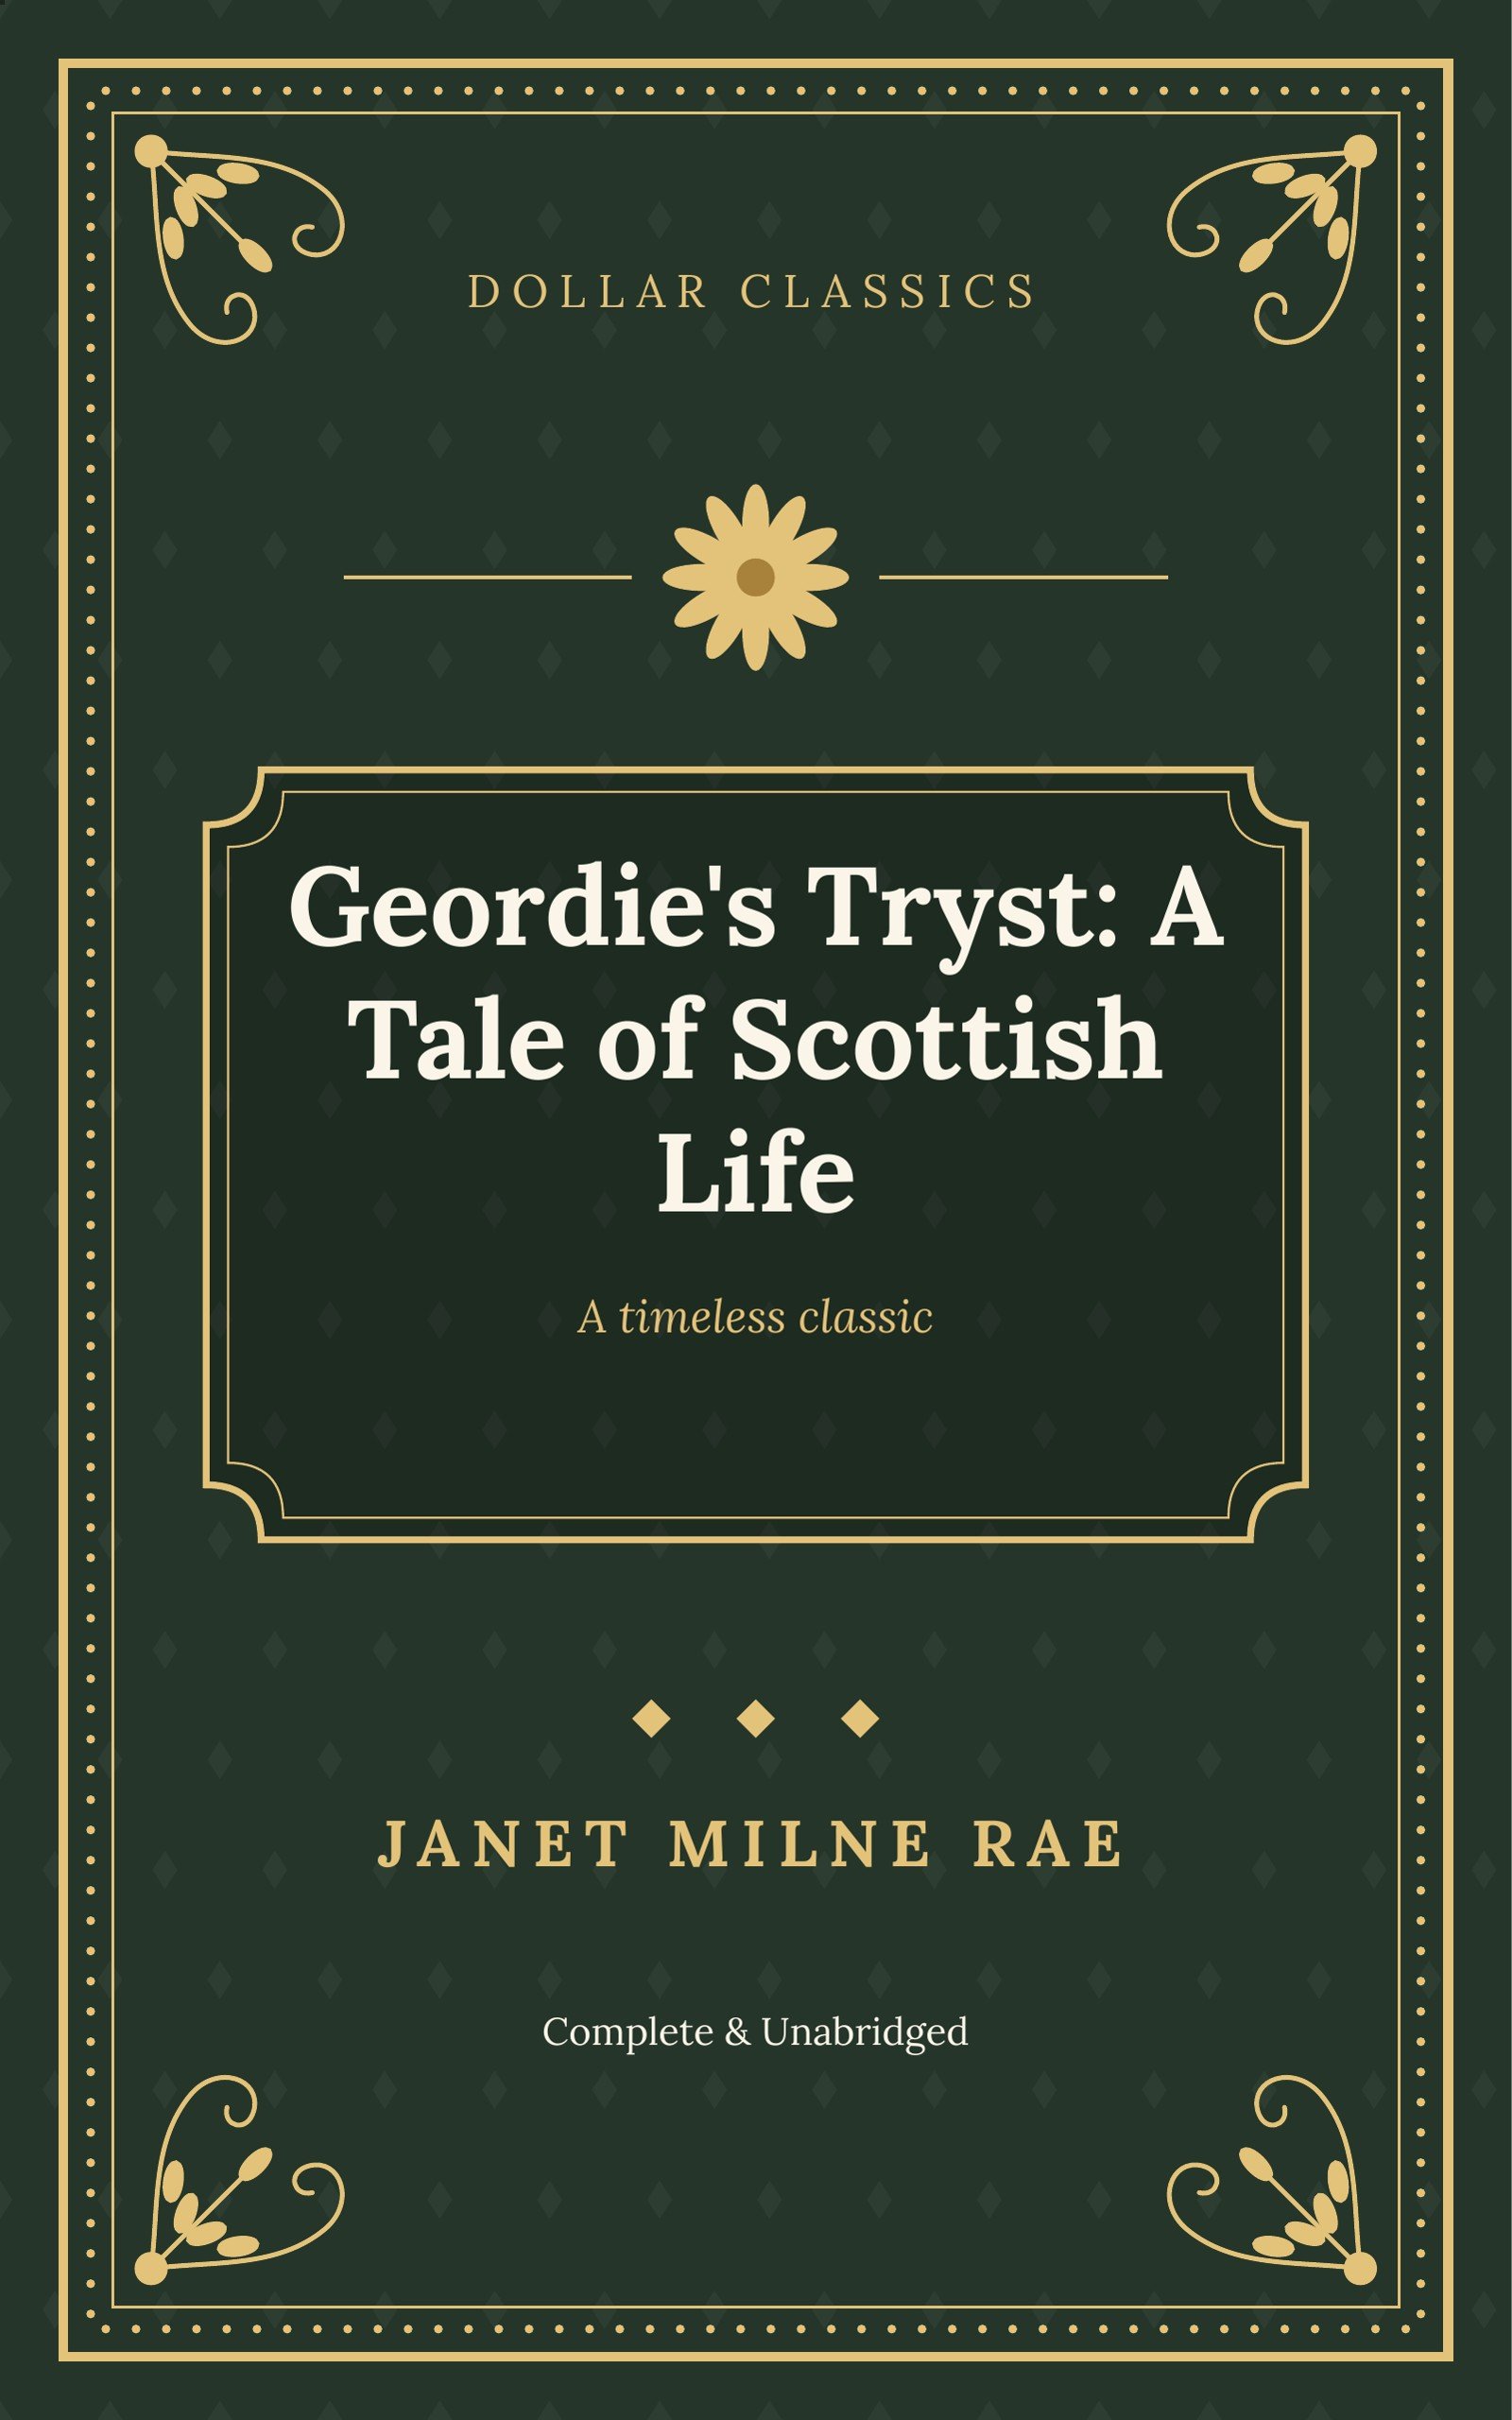 DOLLAR CLASSICS
Geordie's Tryst: A
Tale of Scottish
Life
A timeless classic
JANET MILNE RAE
Complete & Unabridged